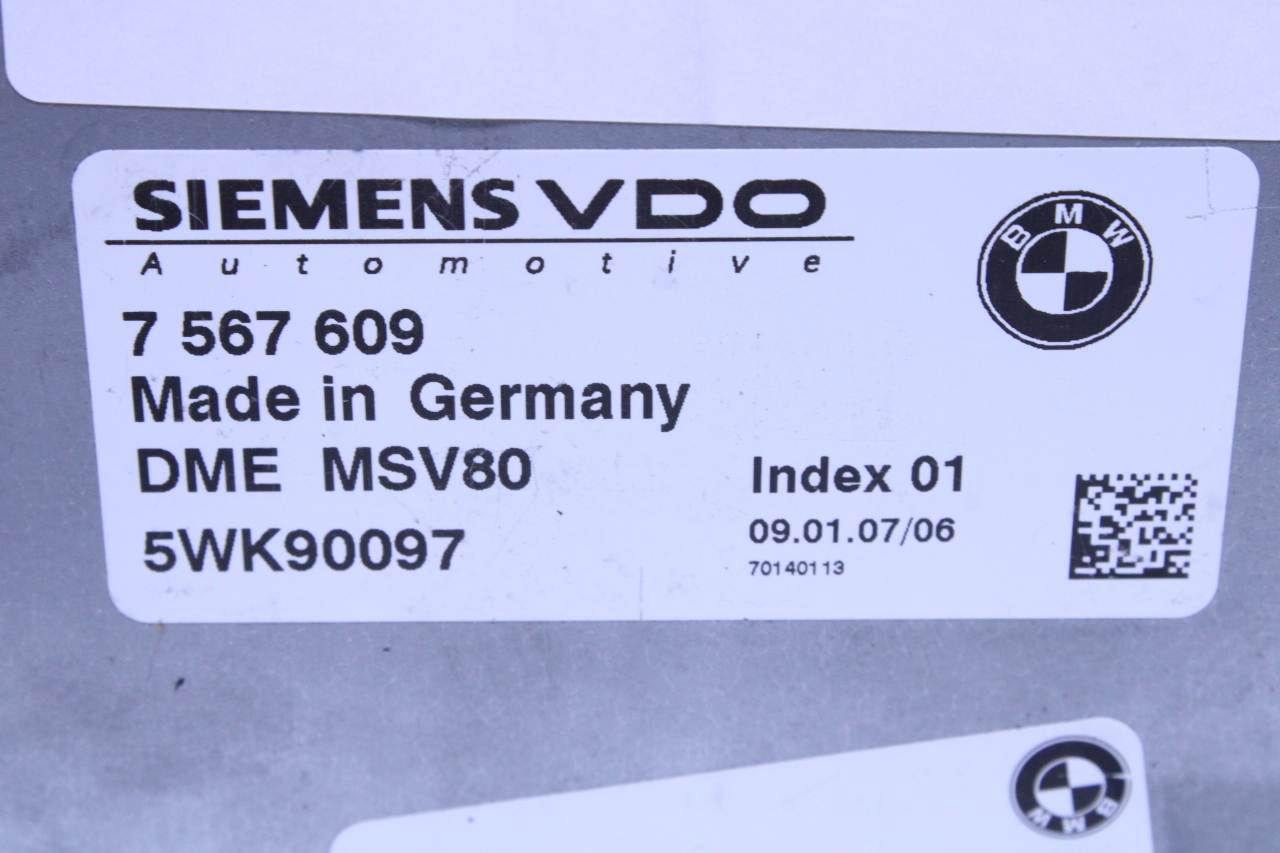 SIEMENS VDO
Automotive
BMW
7 567 609
Made in Germany
DME MSV80
Index 01
5WK90097
09.01.07/06
70140113
BMW